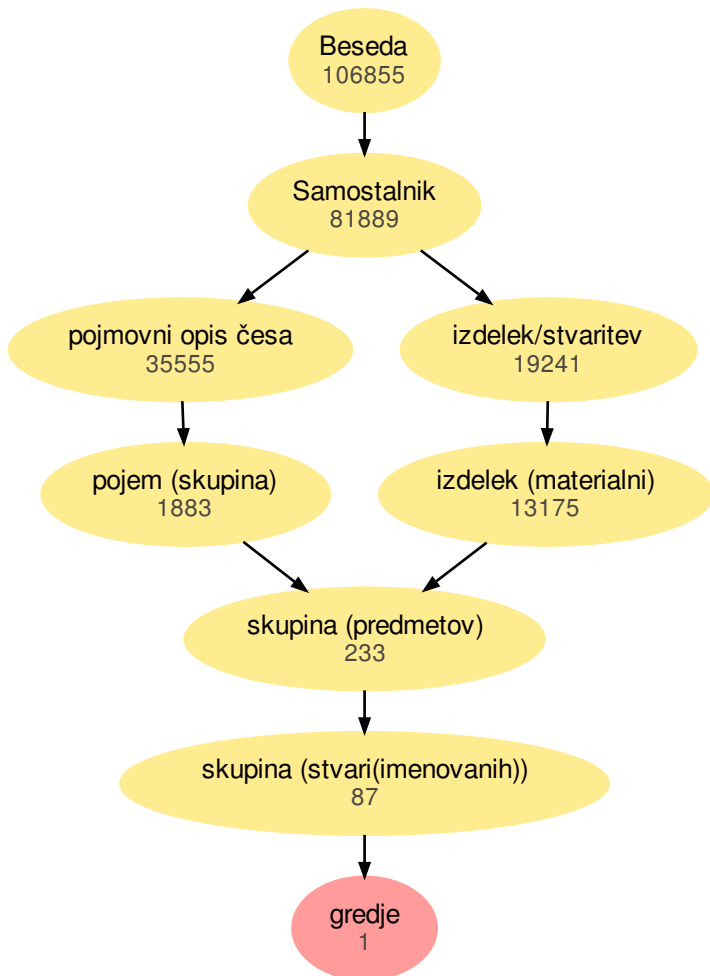 Beseda
106855
Samostalnik
81889
pojmovni opis česa
35555
izdelek/stvaritev
19241
pojem (skupina)
1883
izdelek (materialni)
13175
skupina (predmetov)
233
skupina (stvari(imenovanih))
87
gredje
1